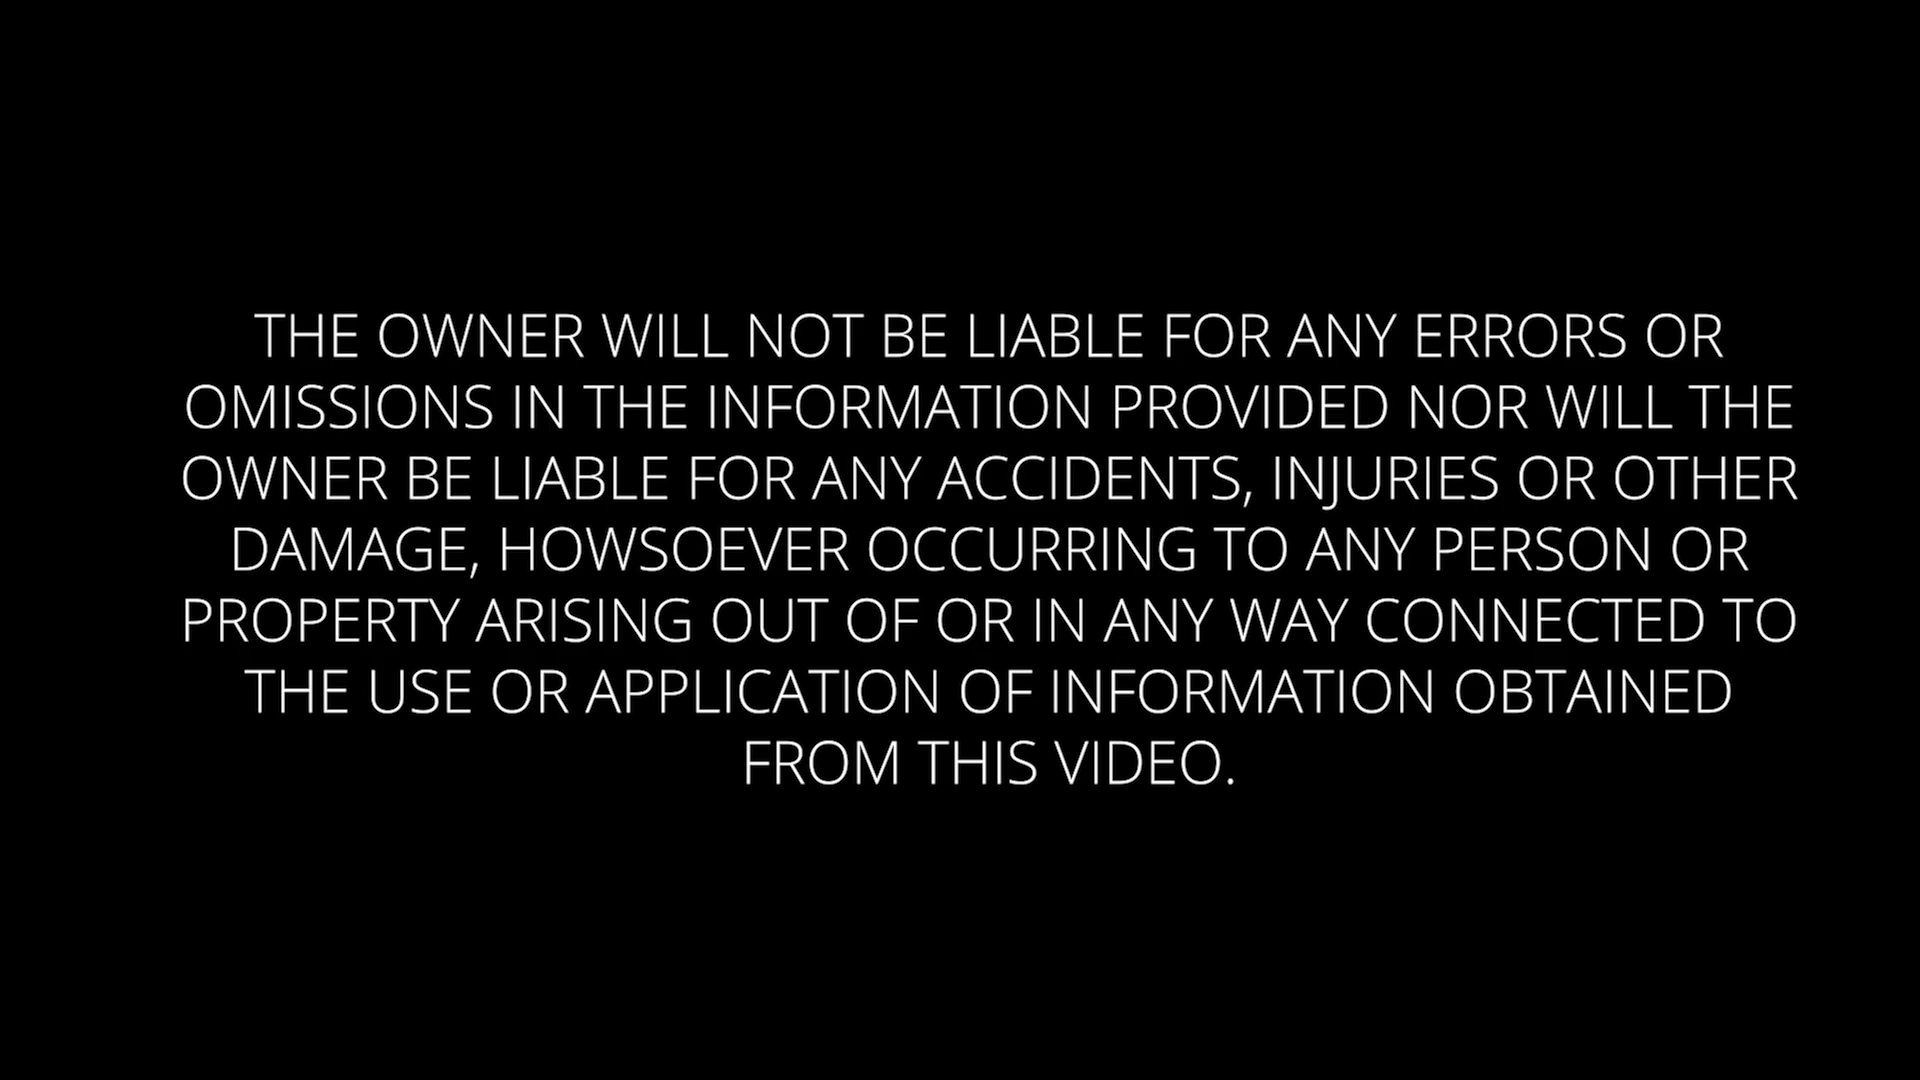 THE OWNER WILL NOT BE LIABLE FOR ANY ERRORS OR
OMISSIONS IN THE INFORMATION PROVIDED NOR WILL THE
OWNER BE LIABLE FOR ANY ACCIDENTS, INJURIES OR OTHER
DAMAGE, HOWSOEVER OCCURRING TO ANY PERSON OR
PROPERTY ARISING OUT OF OR IN ANY WAY CONNECTED TO
THE USE OR APPLICATION OF INFORMATION OBTAINED
FROM THIS VIDEO.